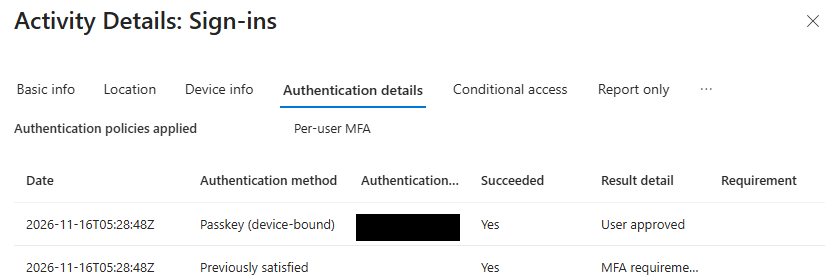 Activity Details: Sign-ins
Basic info Location Device info Authentication details Conditional access Report only ...
Authentication policies applied Per-user MFA
Date Authentication method Authentication... Succeeded Result detail Requirement
2026-11-16T05:28:48Z Passkey (device-bound) Yes User approved
2026-11-16T05:28:48Z Previously satisfied Yes MFA requireme...